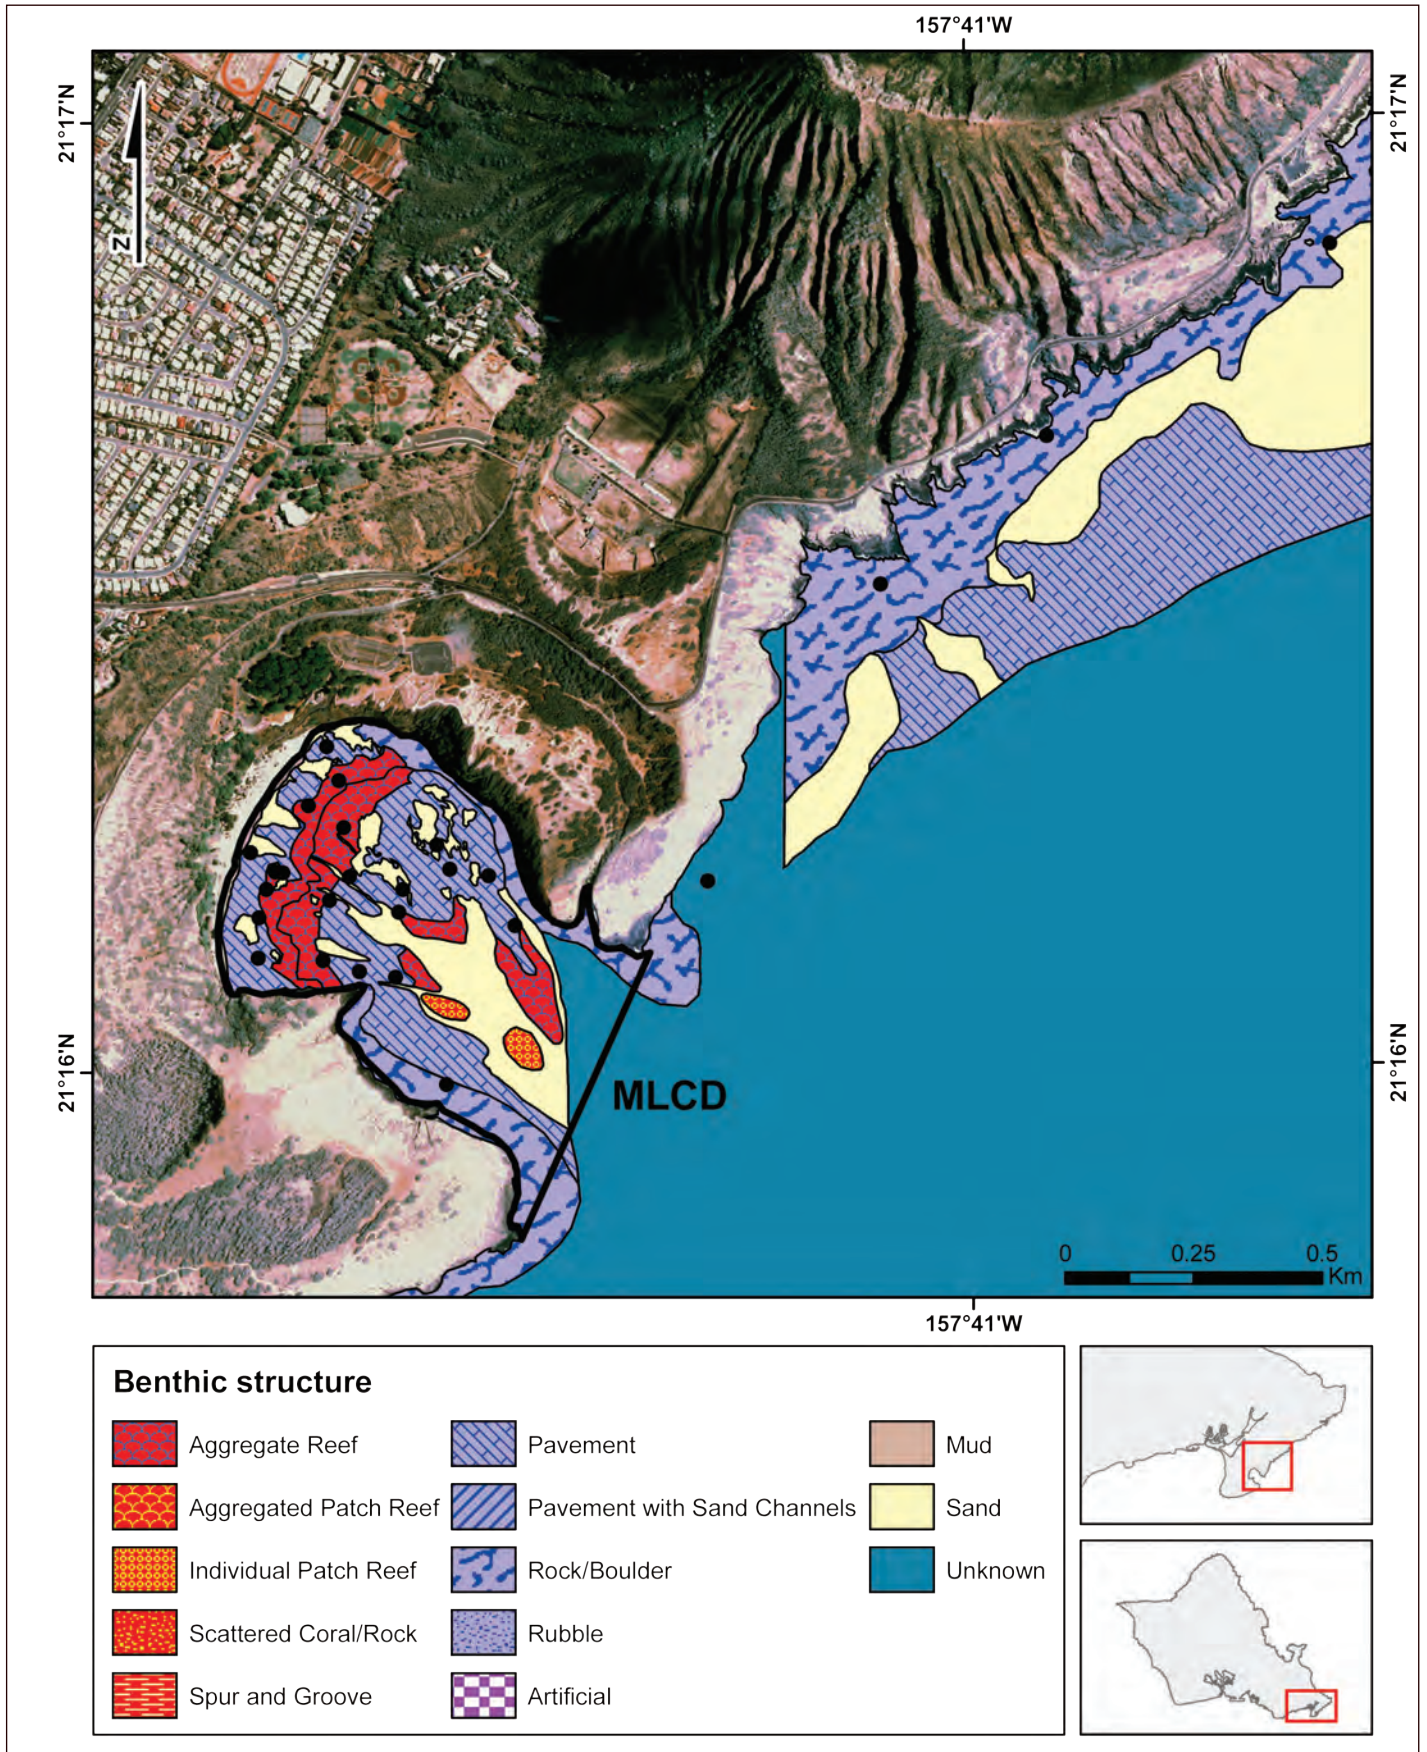 157°41'W
21°17'N
21°17'N
N
21°16'N
21°16'N
MLCD
0 0.25 0.5
Km
157°41'W
Benthic structure
Aggregate Reef
Pavement
Mud
Aggregated Patch Reef
Pavement with Sand Channels
Sand
Individual Patch Reef
Rock/Boulder
Unknown
Scattered Coral/Rock
Rubble
Spur and Groove
Artificial